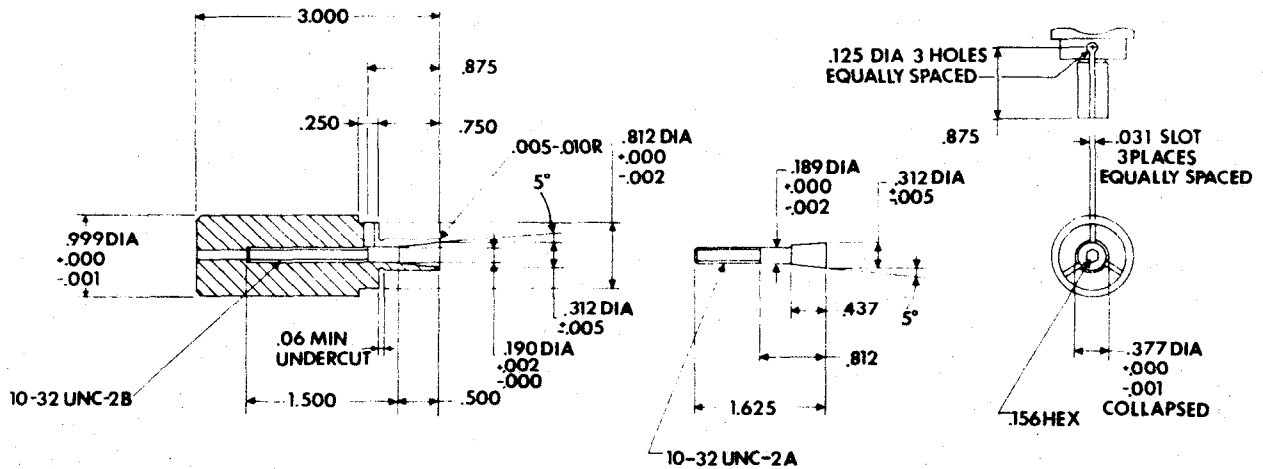 3.000
.875
.250
.750
.005-.010R
.812 DIA
+.000
-.002
5°
.999 DIA
+.000
-.001
.312 DIA
±.005
.06 MIN
UNDERCUT
.190 DIA
+.002
-.000
10-32 UNC-2B
1.500
.500
.189 DIA
+.000
-.002
.312 DIA
±.005
.437
5°
.812
1.625
10-32 UNC-2A
.125 DIA 3 HOLES
EQUALLY SPACED
.875
.031 SLOT
3PLACES
EQUALLY SPACED
.377 DIA
+.000
-.001
COLLAPSED
.156 HEX